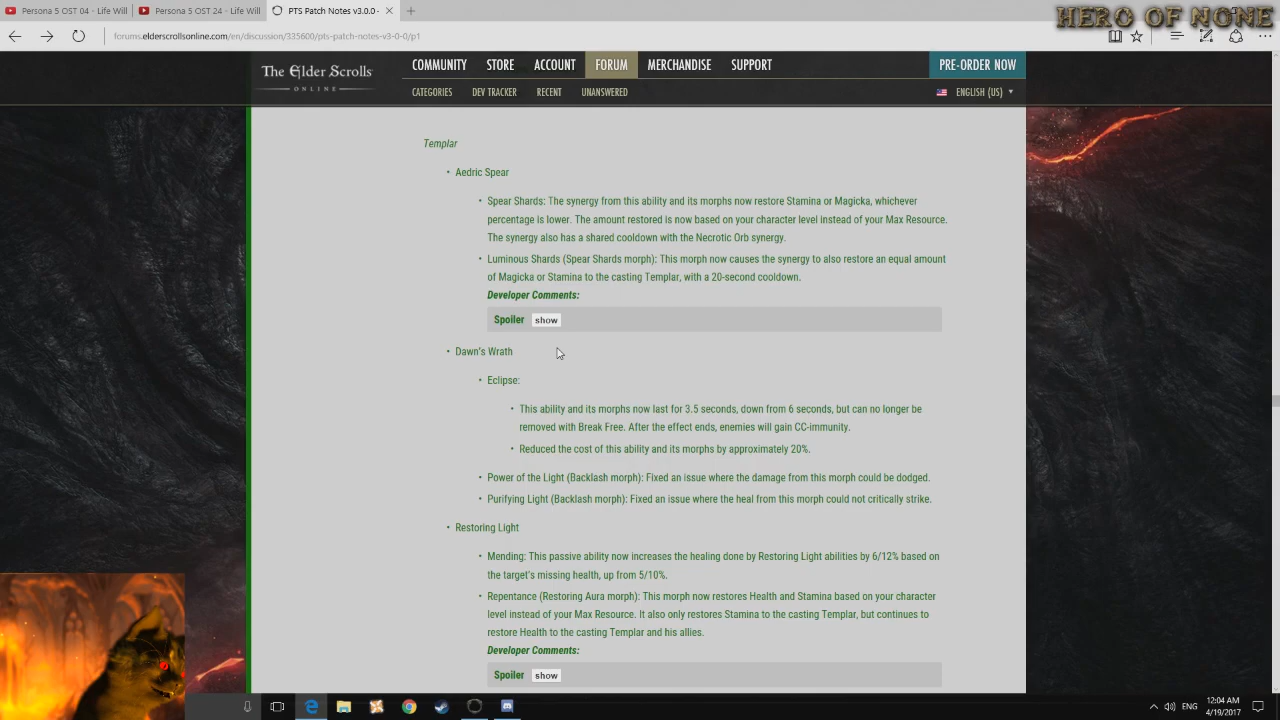 Persona 5 OST 04 - Life Will
Persona 5 OST 24 - Life Will
PTS Patch Notes v3.0.0 -
HERO OF NONE
forums.elderscrollsonline.com/en/discussion/335600/pts-patch-notes-v3-0-0/p1
The Elder Scrolls
ONLINE
COMMUNITY STORE ACCOUNT FORUM MERCHANDISE SUPPORT PRE-ORDER NOW
CATEGORIES DEV TRACKER RECENT UNANSWERED ENGLISH (US)
Templar
• Aedric Spear
• Spear Shards: The synergy from this ability and its morphs now restore Stamina or Magicka, whichever
percentage is lower. The amount restored is now based on your character level instead of your Max Resource.
The synergy also has a shared cooldown with the Necrotic Orb synergy.
• Luminous Shards (Spear Shards morph): This morph now causes the synergy to also restore an equal amount
of Magicka or Stamina to the casting Templar, with a 20-second cooldown.
Developer Comments:
Spoiler show
• Dawn's Wrath
• Eclipse:
• This ability and its morphs now last for 3.5 seconds, down from 6 seconds, but can no longer be
removed with Break Free. After the effect ends, enemies will gain CC-immunity.
• Reduced the cost of this ability and its morphs by approximately 20%.
• Power of the Light (Backlash morph): Fixed an issue where the damage from this morph could be dodged.
• Purifying Light (Backlash morph): Fixed an issue where the heal from this morph could not critically strike.
• Restoring Light
• Mending: This passive ability now increases the healing done by Restoring Light abilities by 6/12% based on
the target's missing health, up from 5/10%.
• Repentance (Restoring Aura morph): This morph now restores Health and Stamina based on your character
level instead of your Max Resource. It also only restores Stamina to the casting Templar, but continues to
restore Health to the casting Templar and his allies.
Developer Comments:
Spoiler show
ENG
12:04 AM
4/19/2017